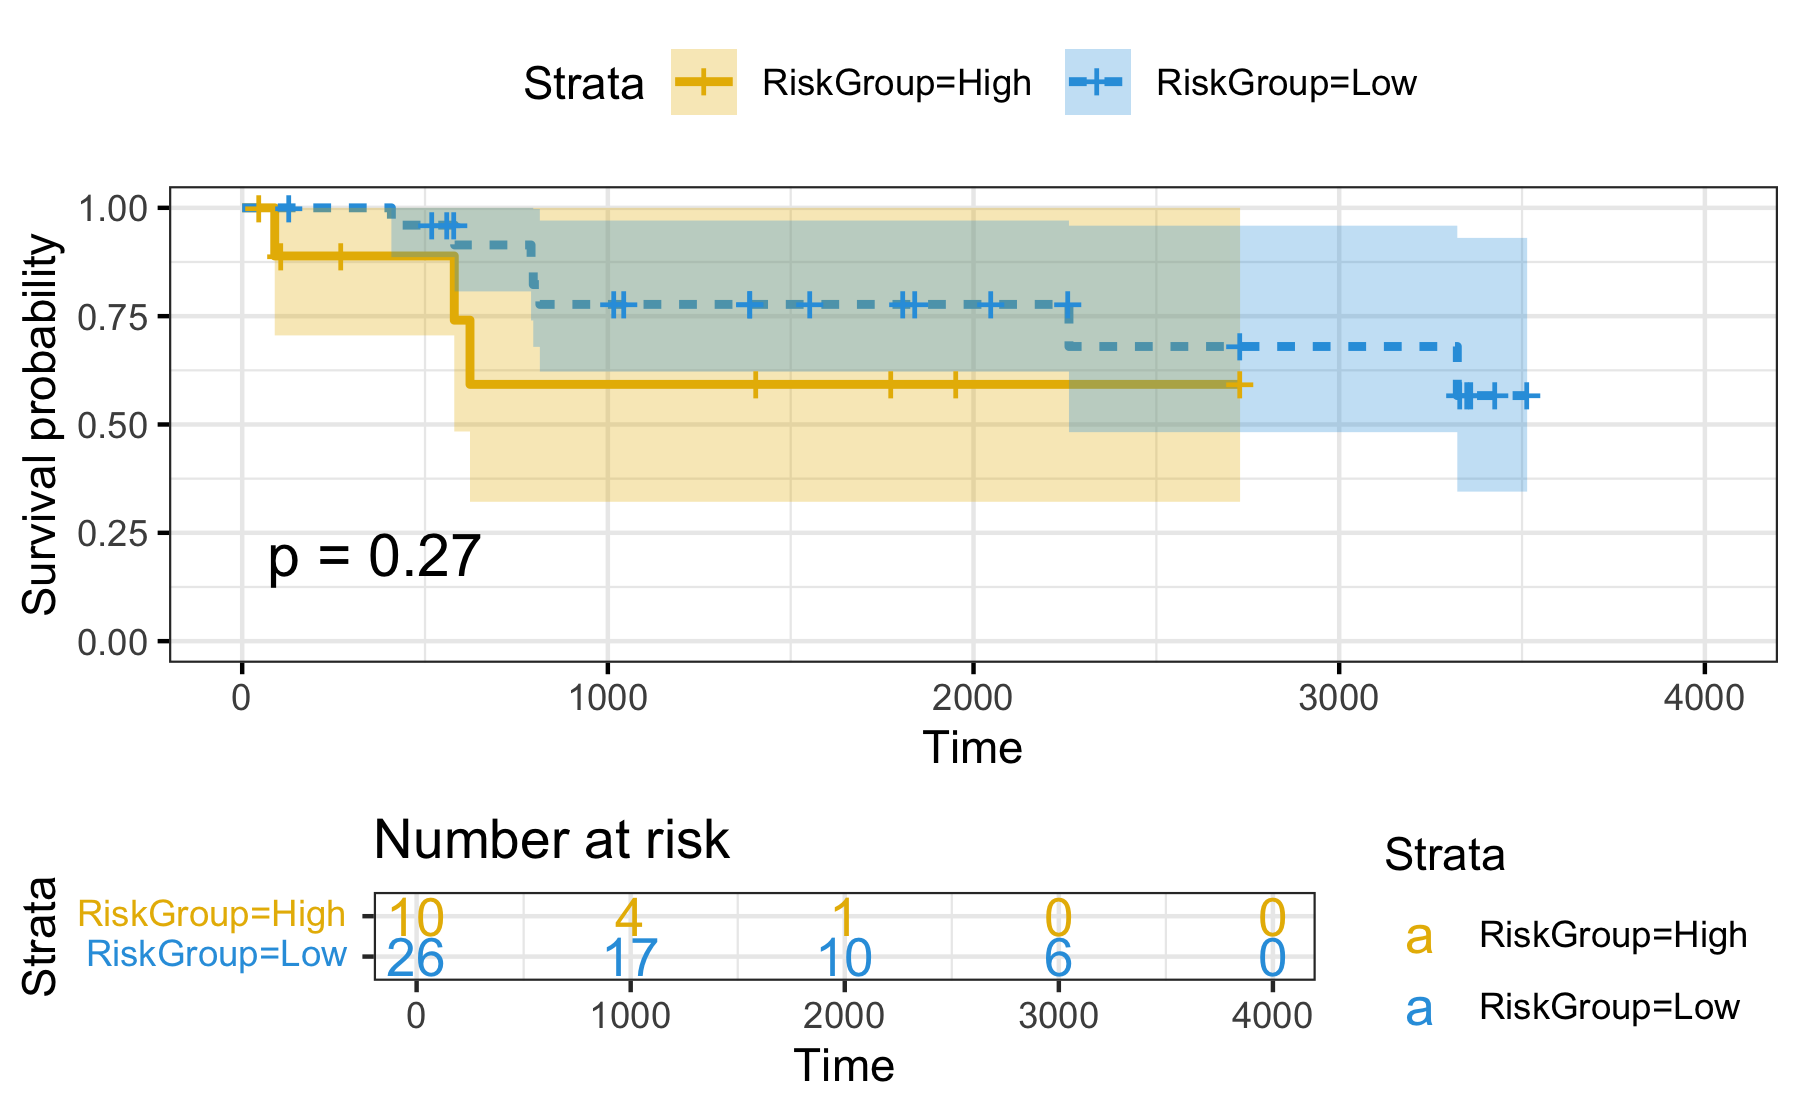 Strata RiskGroup=High RiskGroup=Low
Survival probability
1.00
0.75
0.50
0.25
0.00
p = 0.27
0 1000 2000 3000 4000
Time
Number at risk
Strata
RiskGroup=High 10 4 1 0 0
RiskGroup=Low 26 17 10 6 0
0 1000 2000 3000 4000
Time
Strata
a RiskGroup=High
a RiskGroup=Low